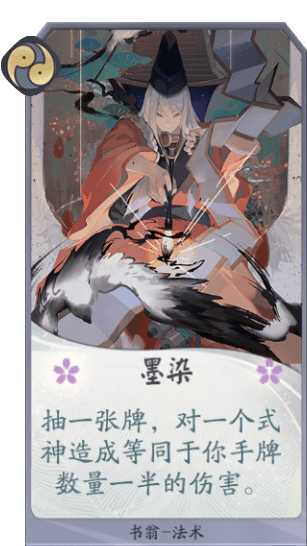 墨染
抽一张牌，对一个式
神造成等同于你手牌
数量一半的伤害。
书翁-法术